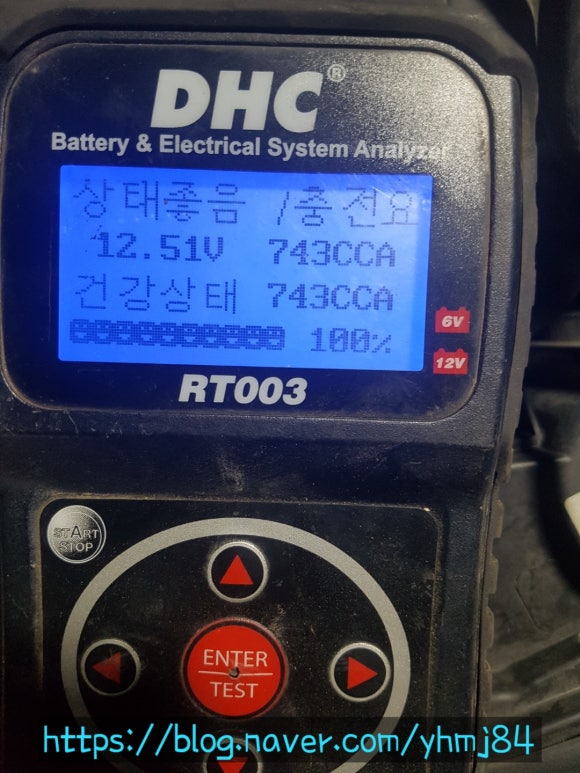 DHC®
Battery & Electrical System Analyzer
상태좋음 /충전요
12.51V 743CCA
건강상태 743CCA
100%
6V
12V
RT003
START
STOP
ENTER
TEST
https://blog.naver.com/yhmj84